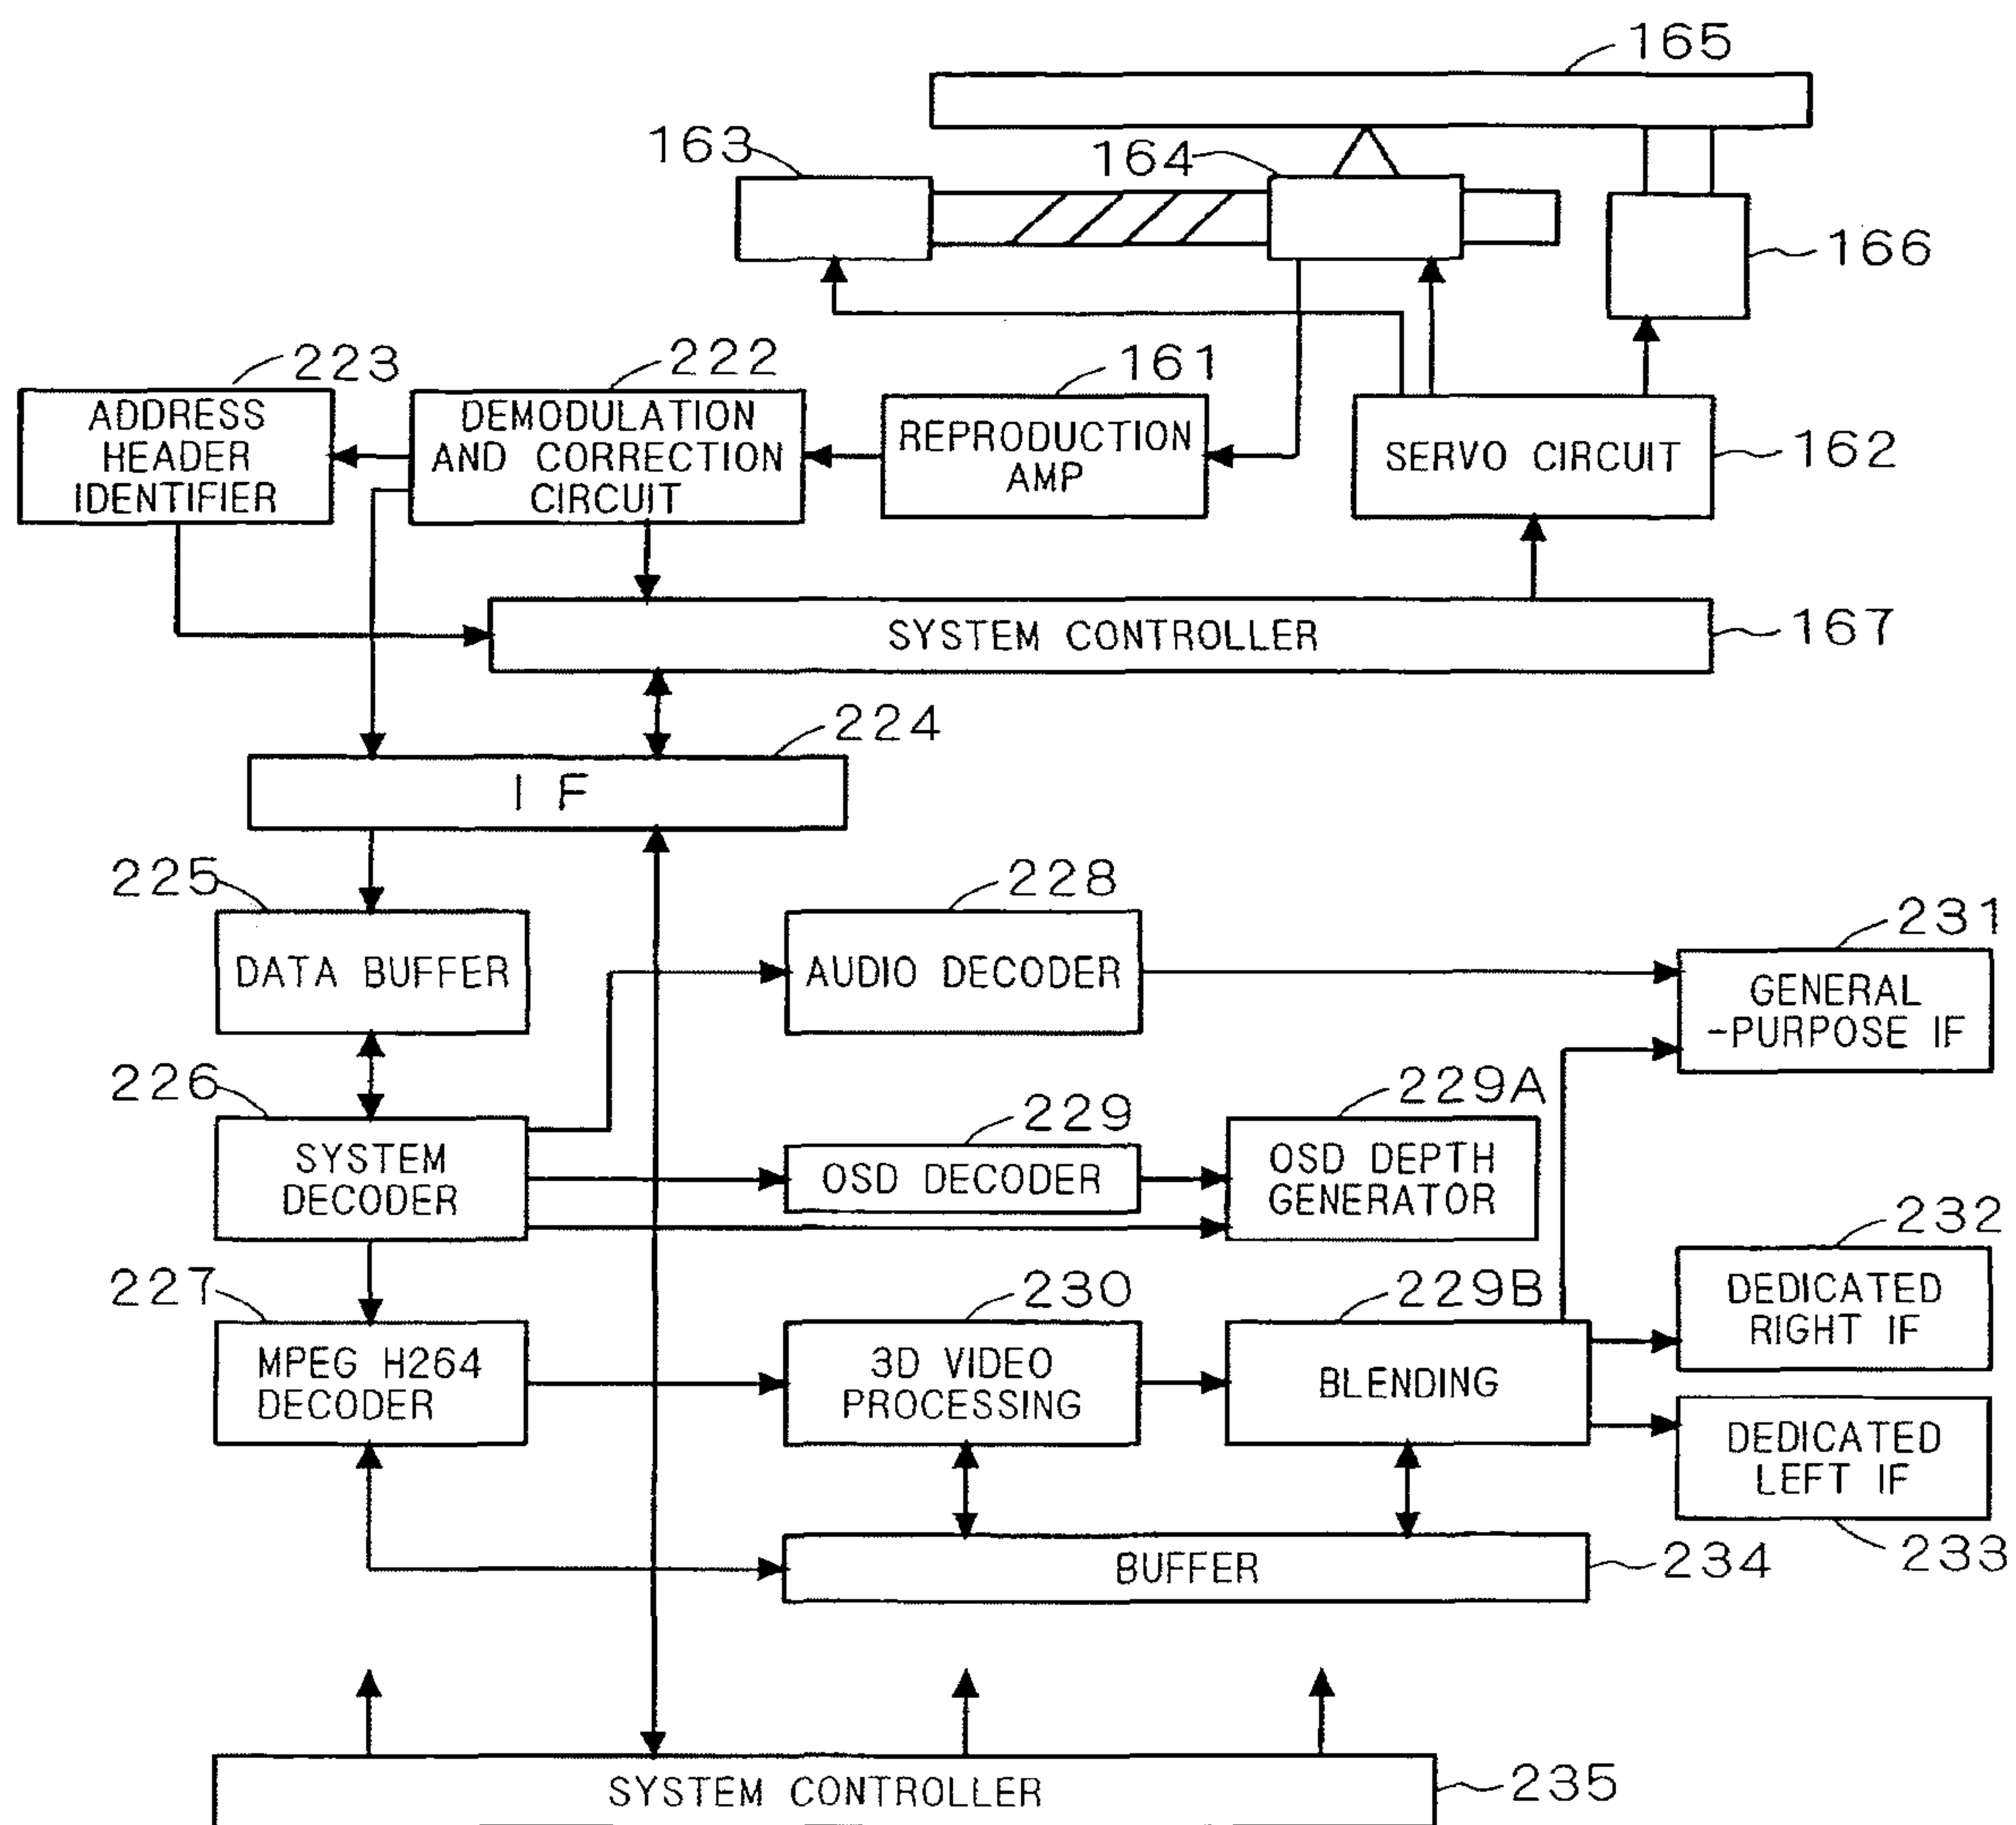 165
163
164
166
223
222
161
ADDRESS
HEADER
IDENTIFIER
DEMODULATION
AND CORRECTION
CIRCUIT
REPRODUCTION
AMP
SERVO CIRCUIT
162
SYSTEM CONTROLLER
167
224
IF
225
228
231
DATA BUFFER
AUDIO DECODER
GENERAL
-PURPOSE IF
226
229
229A
SYSTEM
DECODER
OSD DECODER
OSD DEPTH
GENERATOR
232
227
230
229B
DEDICATED
RIGHT IF
MPEG H264
DECODER
3D VIDEO
PROCESSING
BLENDING
DEDICATED
LEFT IF
233
BUFFER
234
SYSTEM CONTROLLER
235